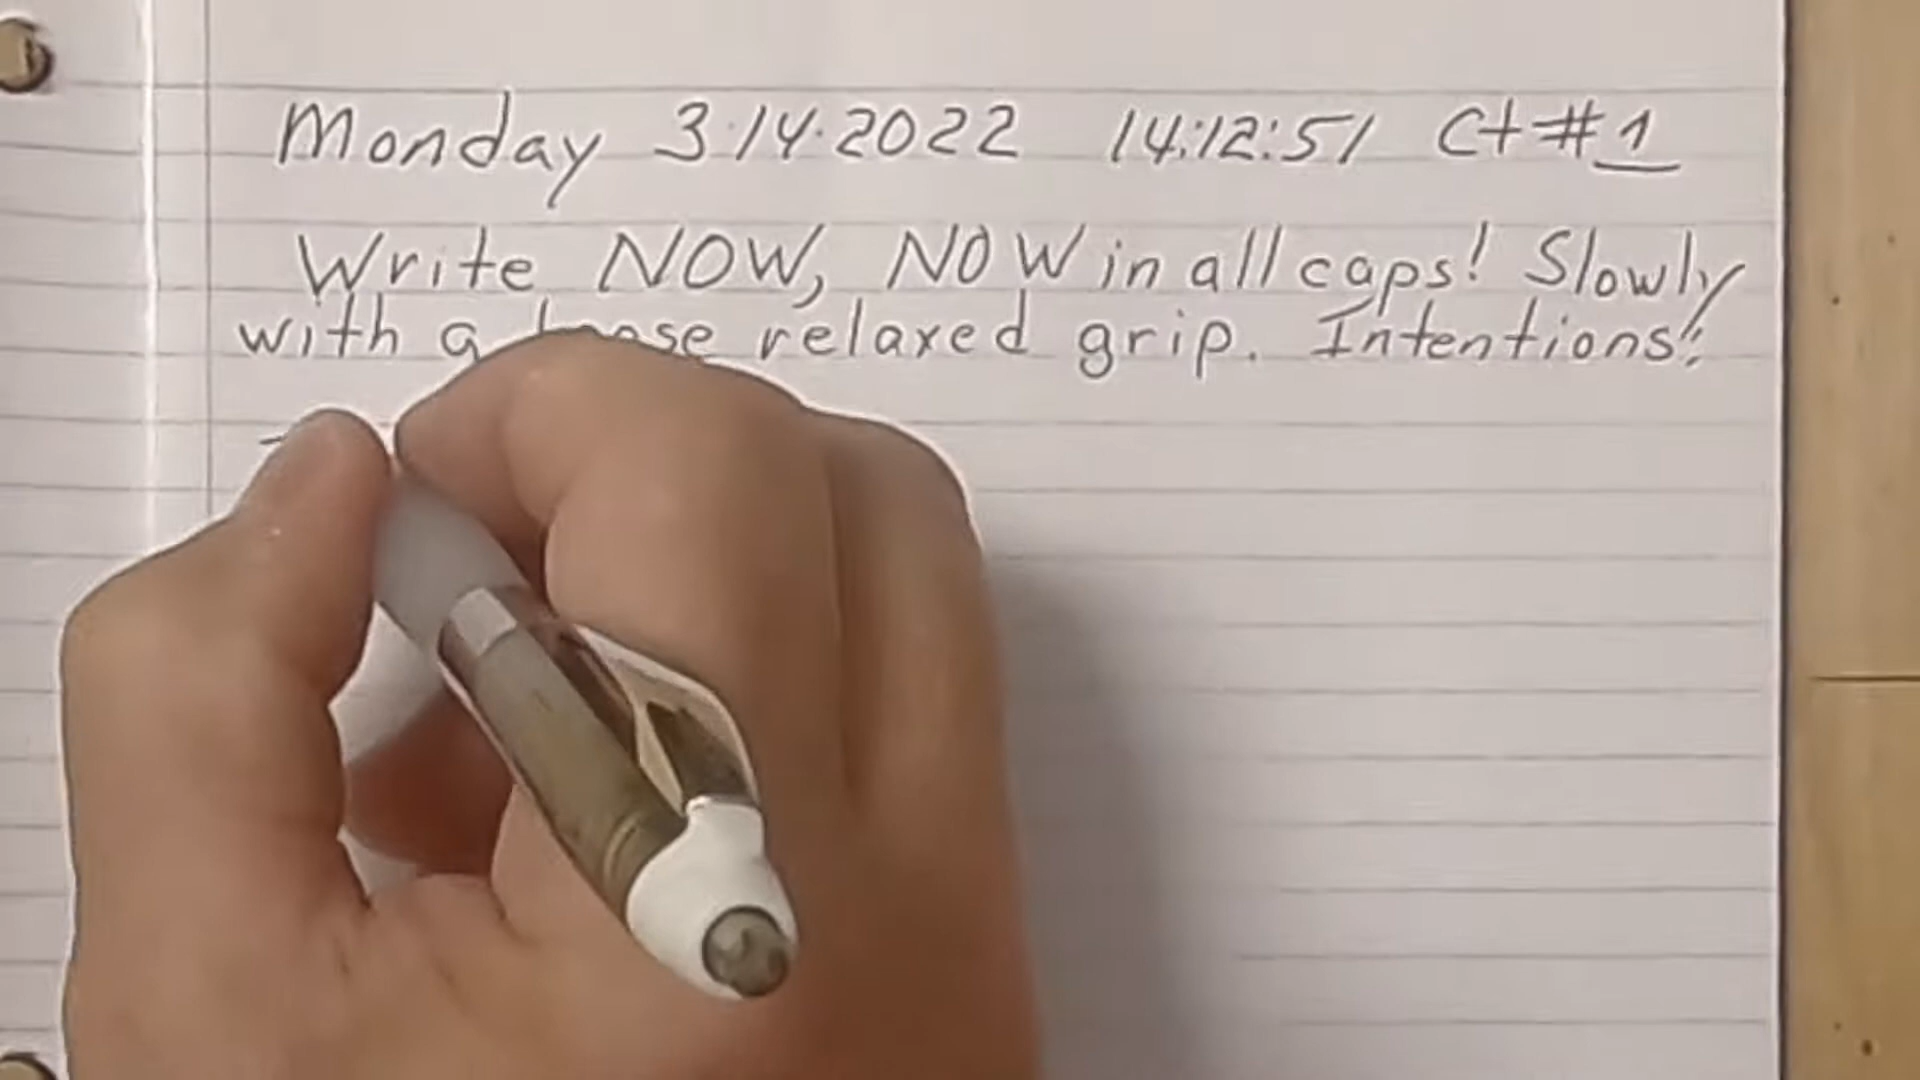 Monday 3.14.2022 14:12:51 Ct #1
Write NOW, NOW in all caps! Slowly
with a loose relaxed grip. Intentions!